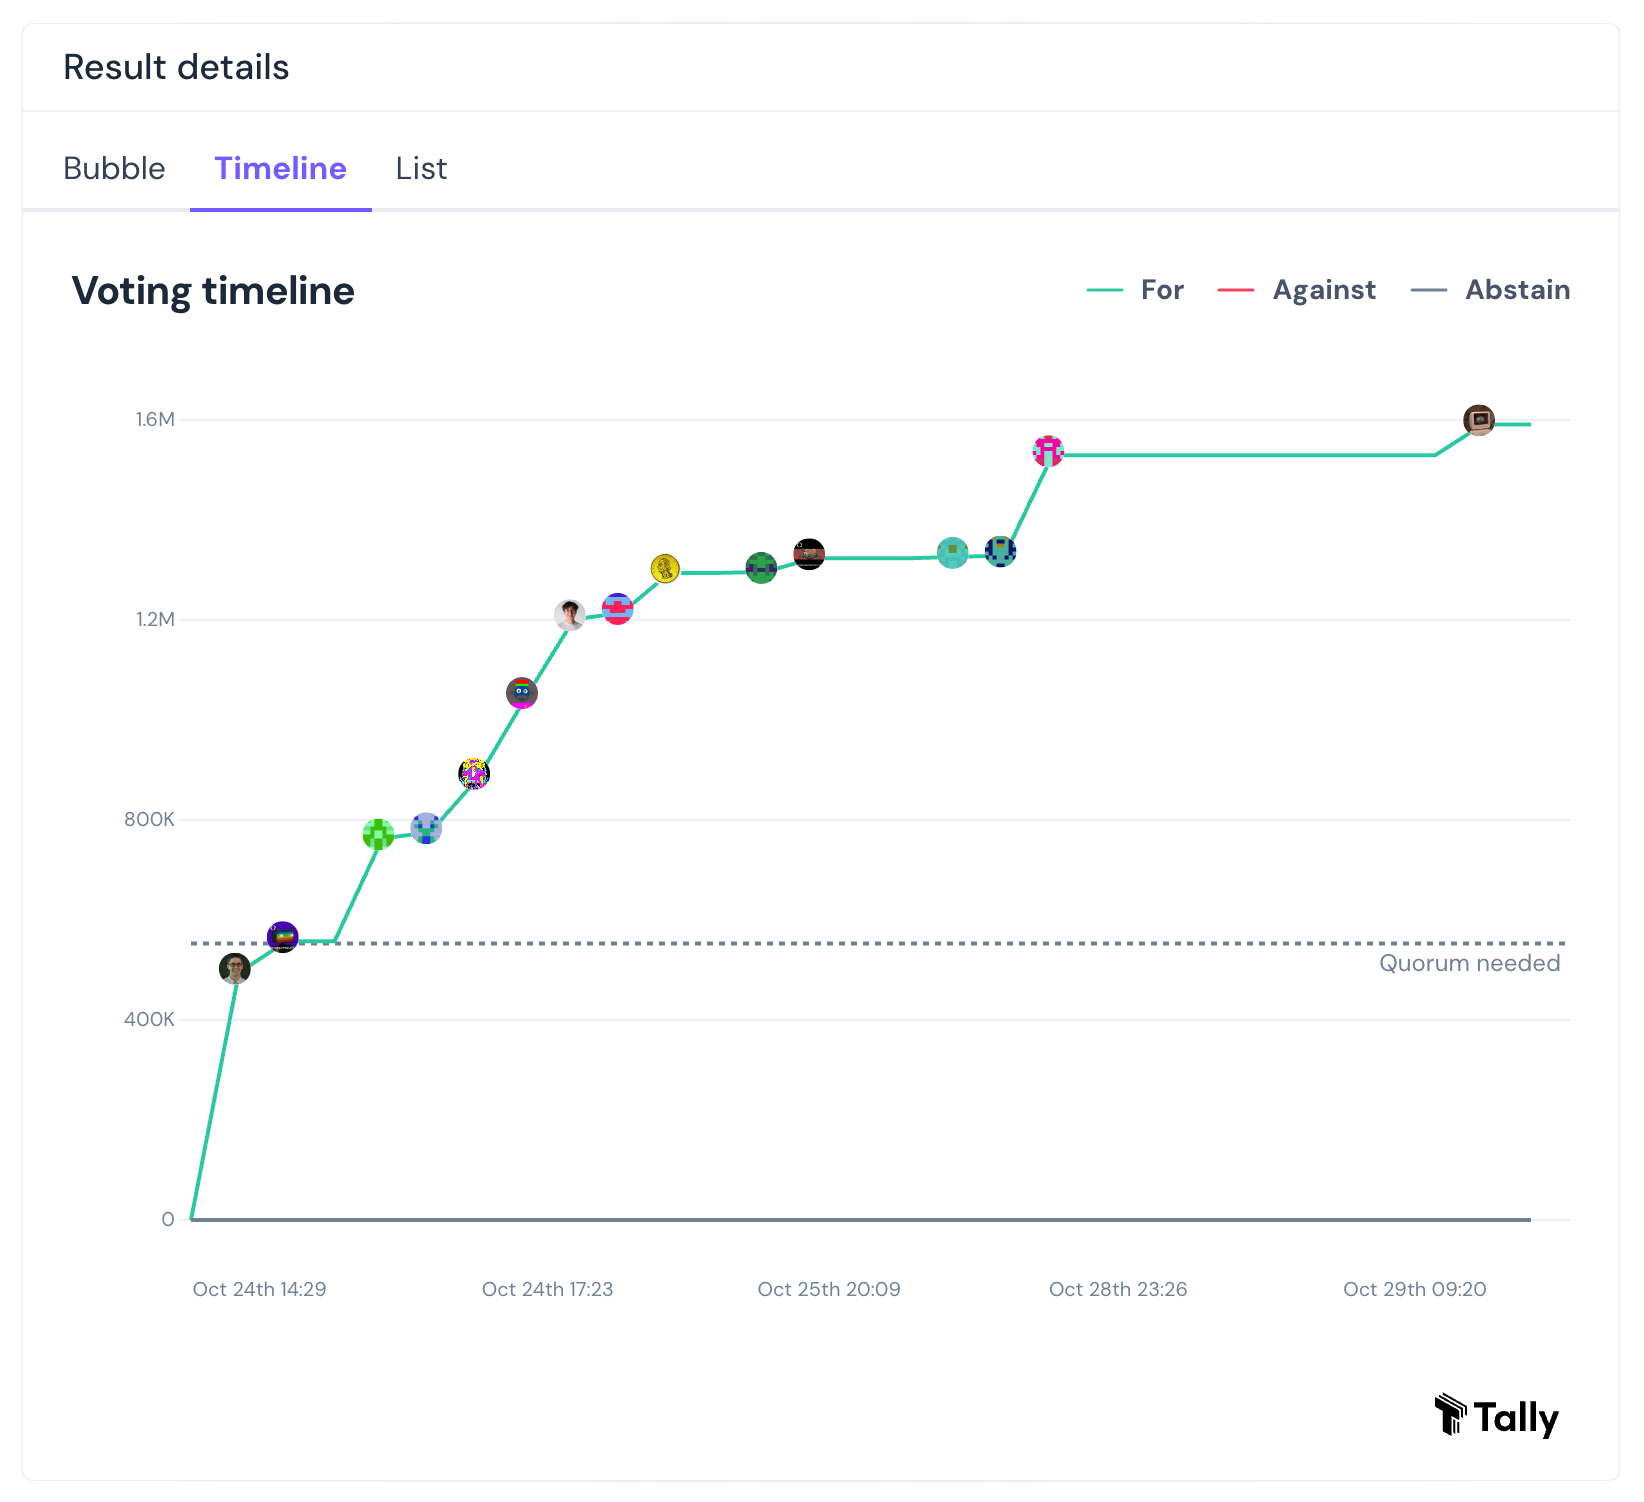 Result details
Bubble Timeline List
Voting timeline
For Against Abstain
1.6M
1.2M
800K
Quorum needed
400K
0
Oct 24th 14:29 Oct 24th 17:23 Oct 25th 20:09 Oct 28th 23:26 Oct 29th 09:20
Tally